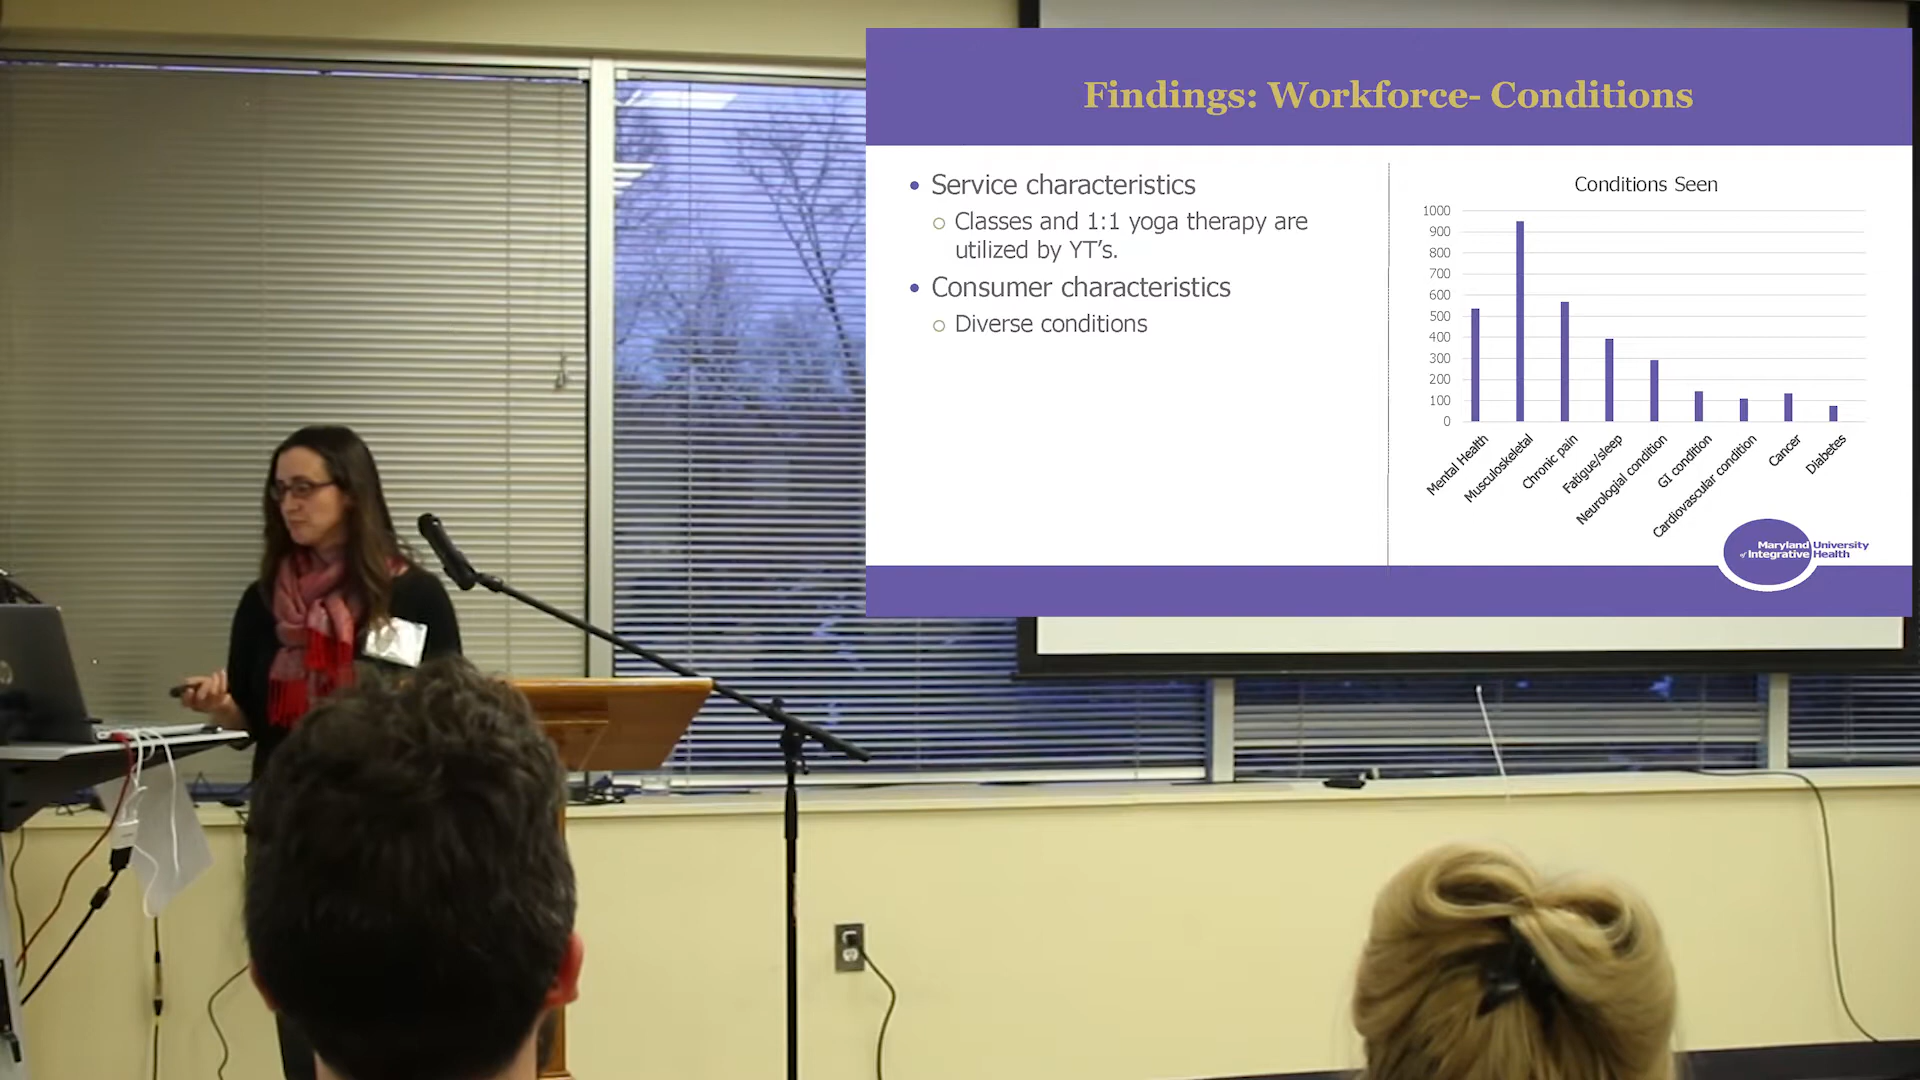 Findings: Workforce- Conditions
• Service characteristics
○ Classes and 1:1 yoga therapy are
utilized by YT's.
• Consumer characteristics
○ Diverse conditions
Conditions Seen
1000
900
800
700
600
500
400
300
200
100
0
Mental Health
Musculoskeletal
Chronic pain
Fatigue/sleep
Neurologial condition
GI condition
Cardiovascular condition
Cancer
Diabetes
Maryland University
of Integrative Health